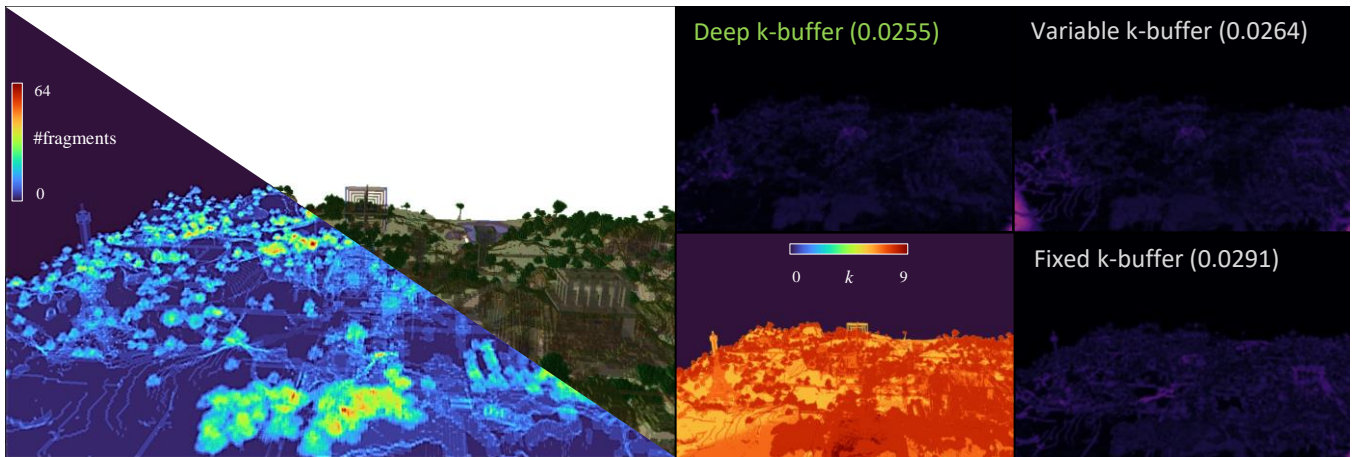 64
#fragments
0
Deep k-buffer (0.0255)
Variable k-buffer (0.0264)
0 k 9
Fixed k-buffer (0.0291)